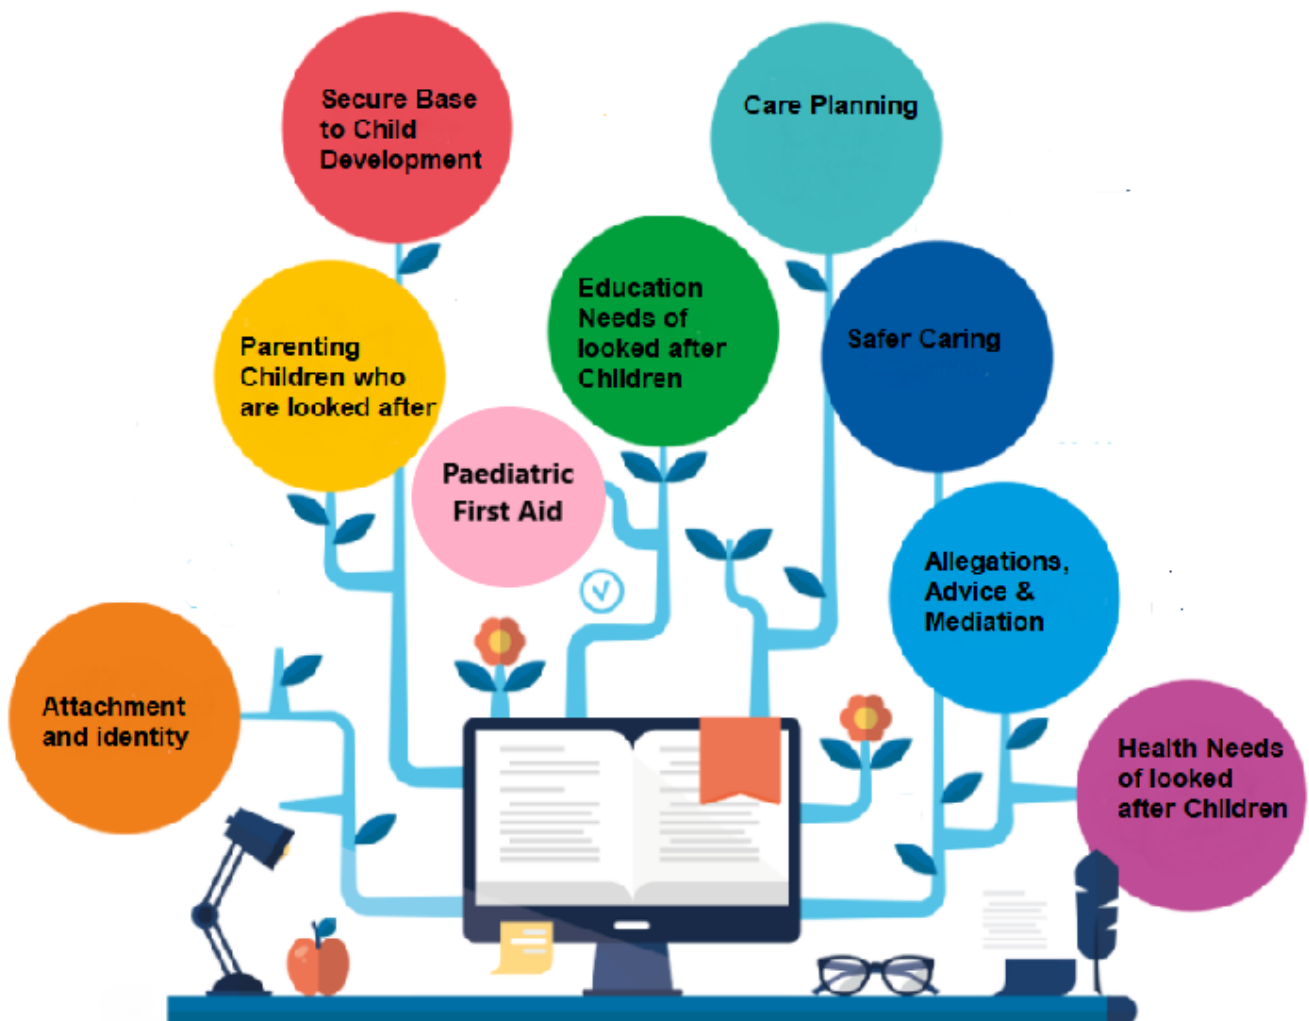 Secure Base
to Child
Development
Care Planning
Parenting
Children who
are looked after
Education
Needs of
looked after
Children
Safer Caring
Paediatric
First Aid
Allegations,
Advice &
Mediation
Attachment
and identity
Health Needs
of looked
after Children